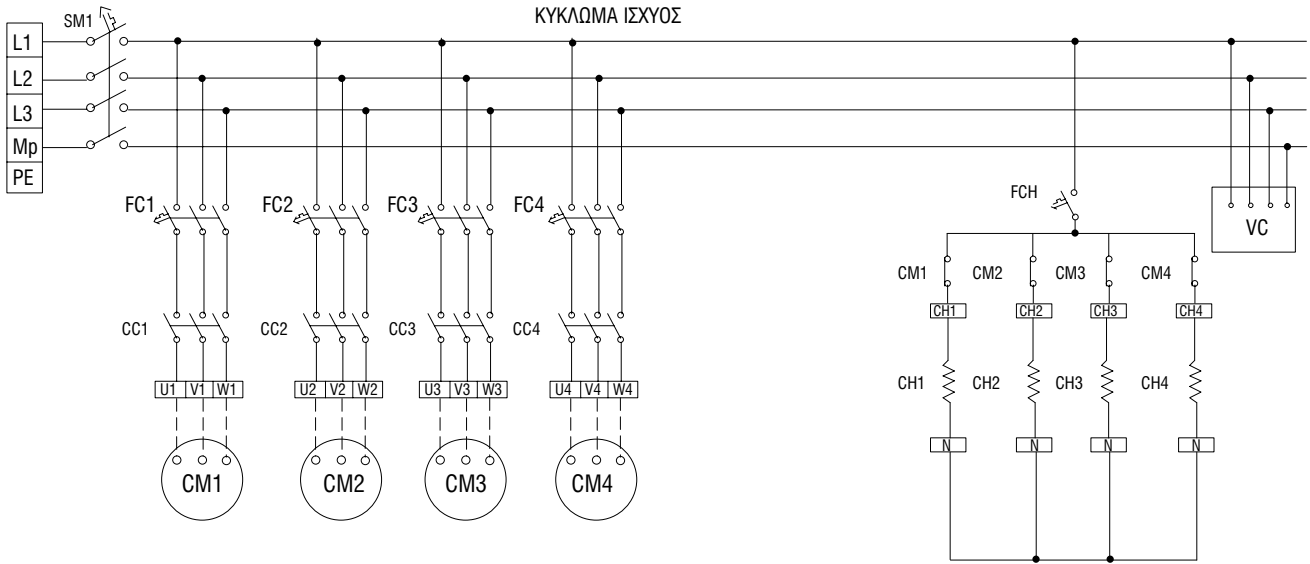 ΚΥΚΛΩΜΑ ΙΣΧΥΟΣ
SM1
L1
L2
L3
Mp
PE
FC1 FC2 FC3 FC4 FCH
VC
CM1 CM2 CM3 CM4
CH1 CH2 CH3 CH4
CC1 CC2 CC3 CC4
U1 V1 W1 U2 V2 W2 U3 V3 W3 U4 V4 W4
CH1 CH2 CH3 CH4
N N N N
CM1 CM2 CM3 CM4